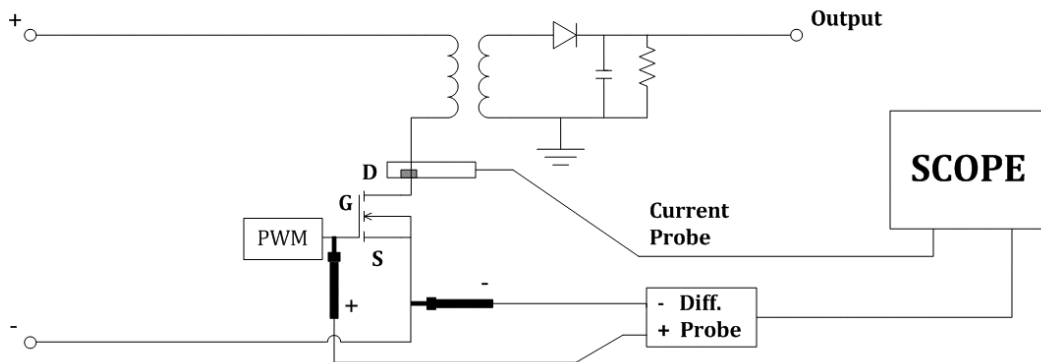 +
Output
SCOPE
D
G
Current
Probe
PWM
S
-
+
- Diff.
+ Probe
-